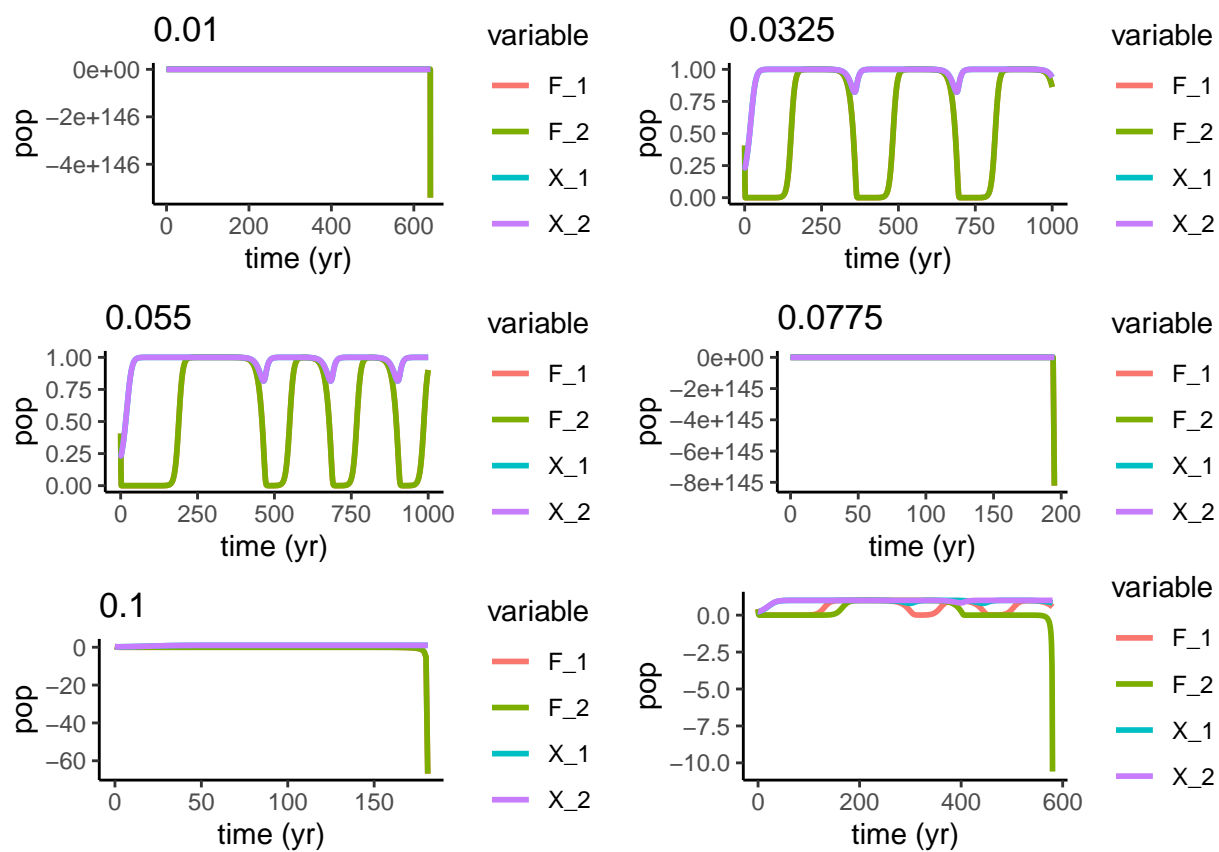 0.01
pop
0e+00
−2e+146
−4e+146
0 200 400 600
time (yr)
variable
F_1
F_2
X_1
X_2
0.0325
pop
1.00
0.75
0.50
0.25
0.00
0 250 500 750 1000
time (yr)
variable
F_1
F_2
X_1
X_2
0.055
pop
1.00
0.75
0.50
0.25
0.00
0 250 500 750 1000
time (yr)
variable
F_1
F_2
X_1
X_2
0.0775
pop
0e+00
−2e+145
−4e+145
−6e+145
−8e+145
0 50 100 150 200
time (yr)
variable
F_1
F_2
X_1
X_2
0.1
pop
0
−20
−40
−60
0 50 100 150
time (yr)
variable
F_1
F_2
X_1
X_2
pop
0.0
−2.5
−5.0
−7.5
−10.0
0 200 400 600
time (yr)
variable
F_1
F_2
X_1
X_2